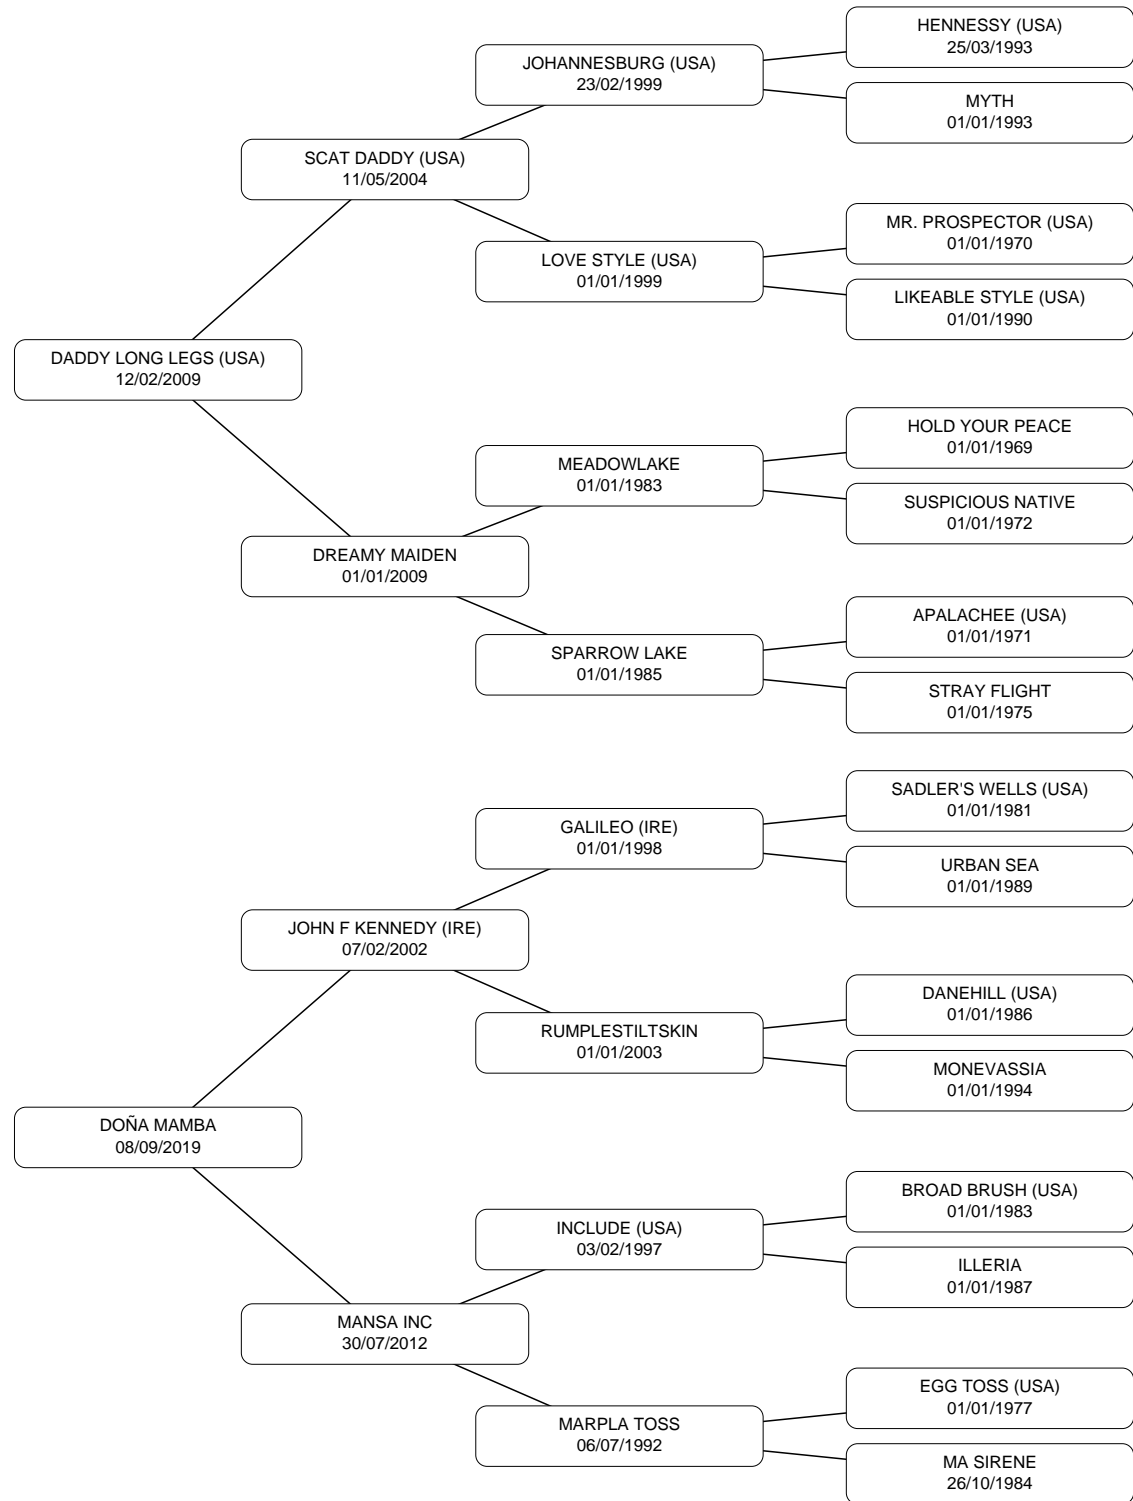 HENNESSY (USA)
25/03/1993
JOHANNESBURG (USA)
23/02/1999
MYTH
01/01/1993
SCAT DADDY (USA)
11/05/2004
MR. PROSPECTOR (USA)
01/01/1970
LOVE STYLE (USA)
01/01/1999
LIKEABLE STYLE (USA)
01/01/1990
DADDY LONG LEGS (USA)
12/02/2009
HOLD YOUR PEACE
01/01/1969
MEADOWLAKE
01/01/1983
SUSPICIOUS NATIVE
01/01/1972
DREAMY MAIDEN
01/01/2009
APALACHEE (USA)
01/01/1971
SPARROW LAKE
01/01/1985
STRAY FLIGHT
01/01/1975
SADLER'S WELLS (USA)
01/01/1981
GALILEO (IRE)
01/01/1998
URBAN SEA
01/01/1989
JOHN F KENNEDY (IRE)
07/02/2002
DANEHILL (USA)
01/01/1986
RUMPLESTILTSKIN
01/01/2003
MONEVASSIA
01/01/1994
DOÑA MAMBA
08/09/2019
BROAD BRUSH (USA)
01/01/1983
INCLUDE (USA)
03/02/1997
ILLERIA
01/01/1987
MANSA INC
30/07/2012
EGG TOSS (USA)
01/01/1977
MARPLA TOSS
06/07/1992
MA SIRENE
26/10/1984